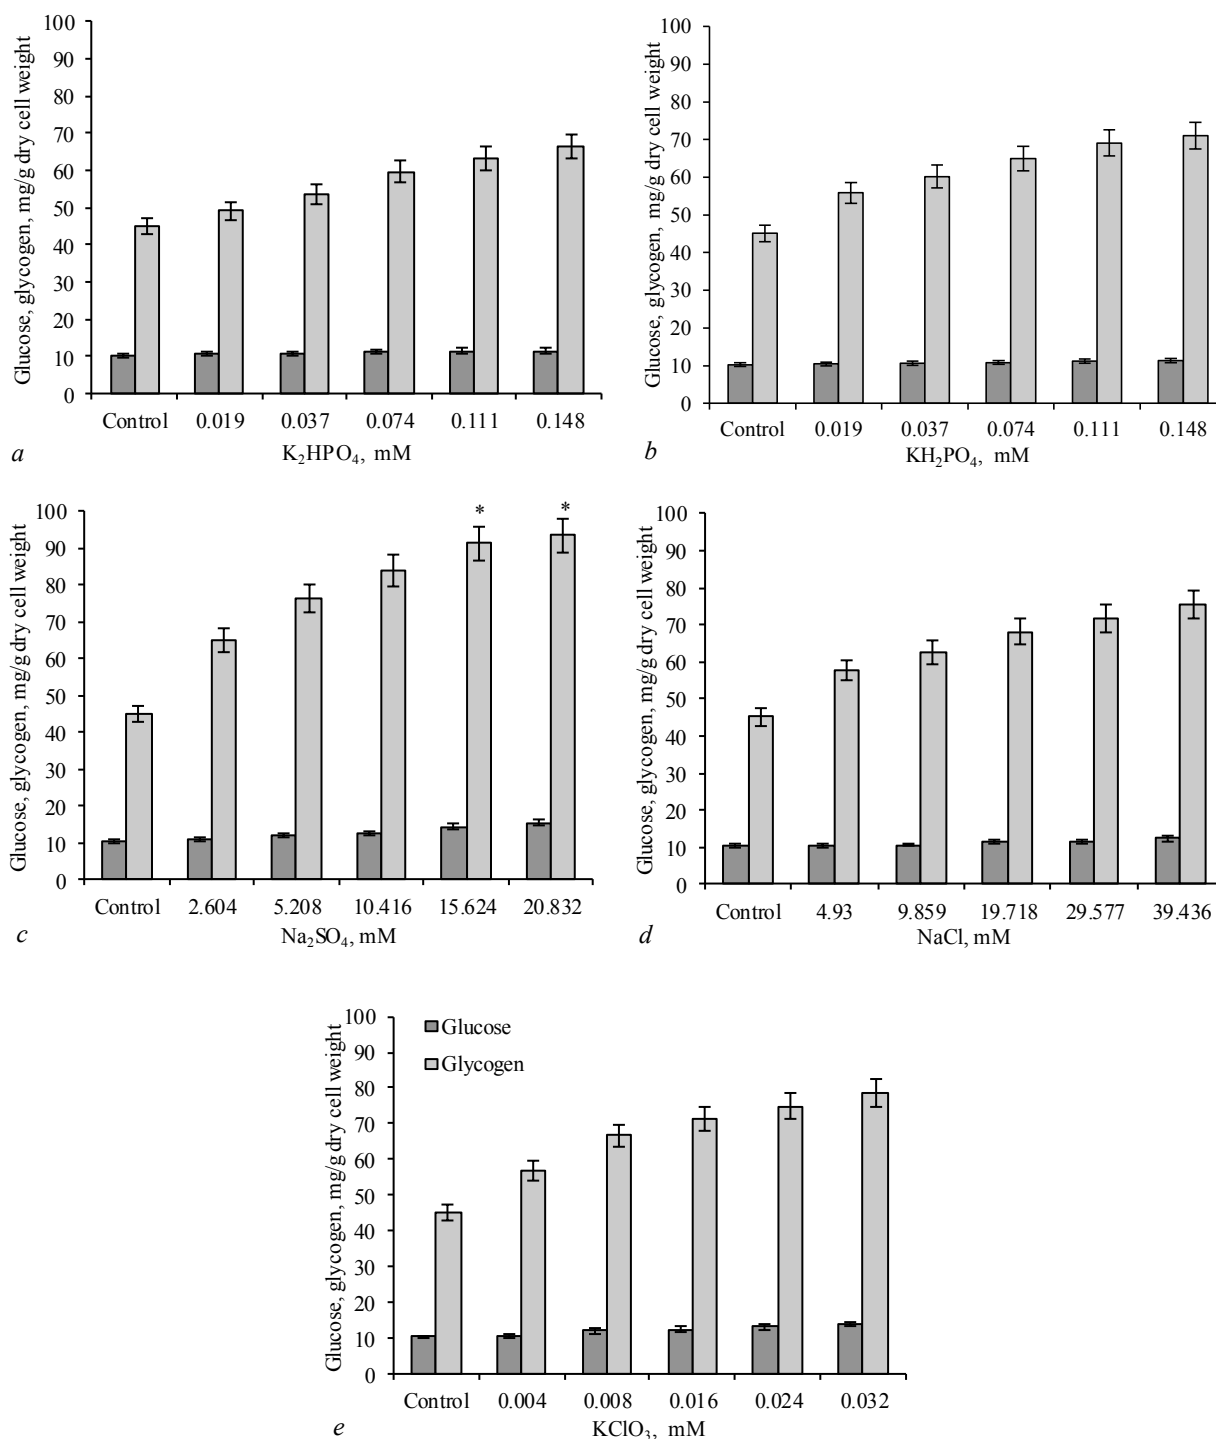 Glucose, glycogen, mg/g dry cell weight
100
90
80
70
60
50
40
30
20
10
0
Control 0.019 0.037 0.074 0.111 0.148
a
K₂HPO₄, mM
Glucose, glycogen, mg/g dry cell weight
100
90
80
70
60
50
40
30
20
10
0
Control 0.019 0.037 0.074 0.111 0.148
b
KH₂PO₄, mM
Glucose, glycogen, mg/g dry cell weight
100
90
80
70
60
50
40
30
20
10
0
* *
Control 2.604 5.208 10.416 15.624 20.832
c
Na₂SO₄, mM
Glucose, glycogen, mg/g dry cell weight
100
90
80
70
60
50
40
30
20
10
0
Control 4.93 9.859 19.718 29.577 39.436
d
NaCl, mM
Glucose, glycogen, mg/g dry cell weight
100
90
80
70
60
50
40
30
20
10
0
Glucose
Glycogen
Control 0.004 0.008 0.016 0.024 0.032
e
KClO₃, mM